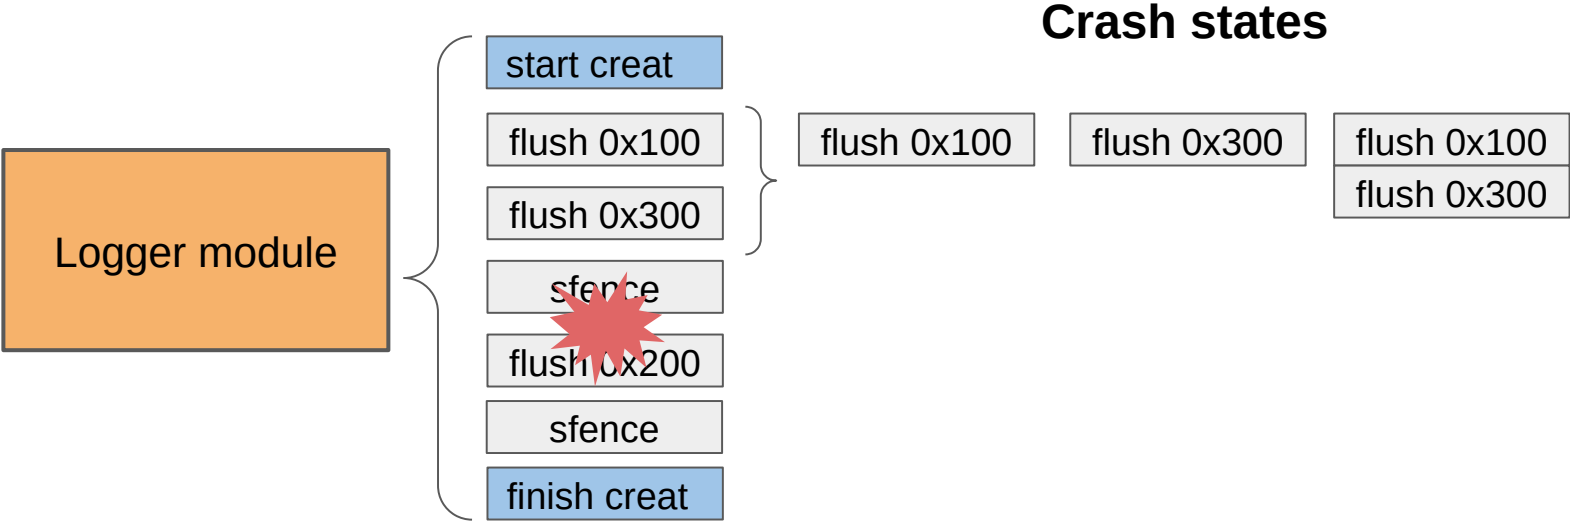 Crash states
start creat
flush 0x100
flush 0x300
sfence
flush 0x200
sfence
finish creat
Logger module
flush 0x100
flush 0x300
flush 0x100
flush 0x300